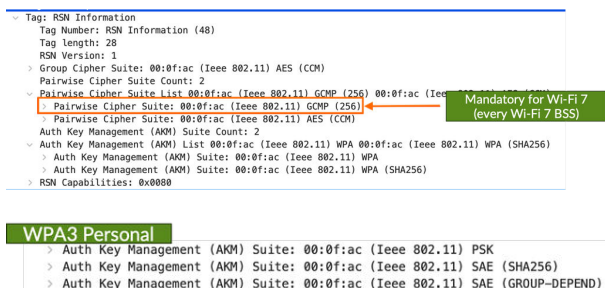 Tag: RSN Information
Tag Number: RSN Information (48)
Tag length: 28
RSN Version: 1
Group Cipher Suite: 00:0f:ac (Ieee 802.11) AES (CCM)
Pairwise Cipher Suite Count: 2
Pairwise Cipher Suite List 00:0f:ac (Ieee 802.11) GCMP (256) 00:0f:ac (Iee
Pairwise Cipher Suite: 00:0f:ac (Ieee 802.11) GCMP (256)
Mandatory for Wi-Fi 7
(every Wi-Fi 7 BSS)
Pairwise Cipher Suite: 00:0f:ac (Ieee 802.11) AES (CCM)
Auth Key Management (AKM) Suite Count: 2
Auth Key Management (AKM) List 00:0f:ac (Ieee 802.11) WPA 00:0f:ac (Ieee 802.11) WPA (SHA256)
Auth Key Management (AKM) Suite: 00:0f:ac (Ieee 802.11) WPA
Auth Key Management (AKM) Suite: 00:0f:ac (Ieee 802.11) WPA (SHA256)
RSN Capabilities: 0x0080
WPA3 Personal
Auth Key Management (AKM) Suite: 00:0f:ac (Ieee 802.11) PSK
Auth Key Management (AKM) Suite: 00:0f:ac (Ieee 802.11) SAE (SHA256)
Auth Key Management (AKM) Suite: 00:0f:ac (Ieee 802.11) SAE (GROUP-DEPEND)